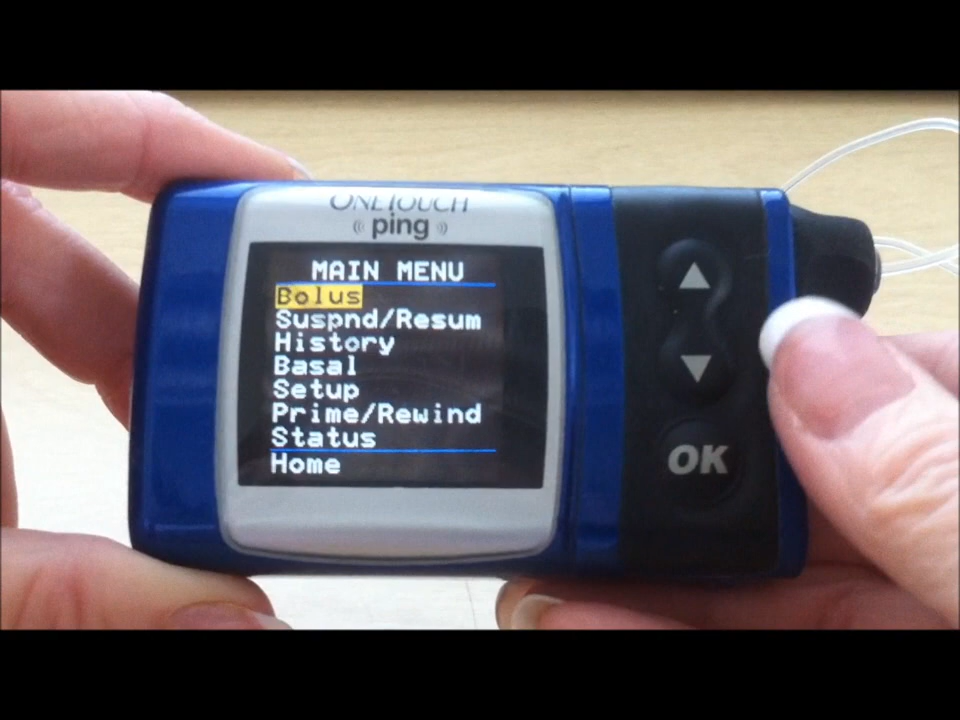 ONETOUCH
ping
MAIN MENU
Bolus
Suspnd/Resum
History
Basal
Setup
Prime/Rewind
Status
Home
OK